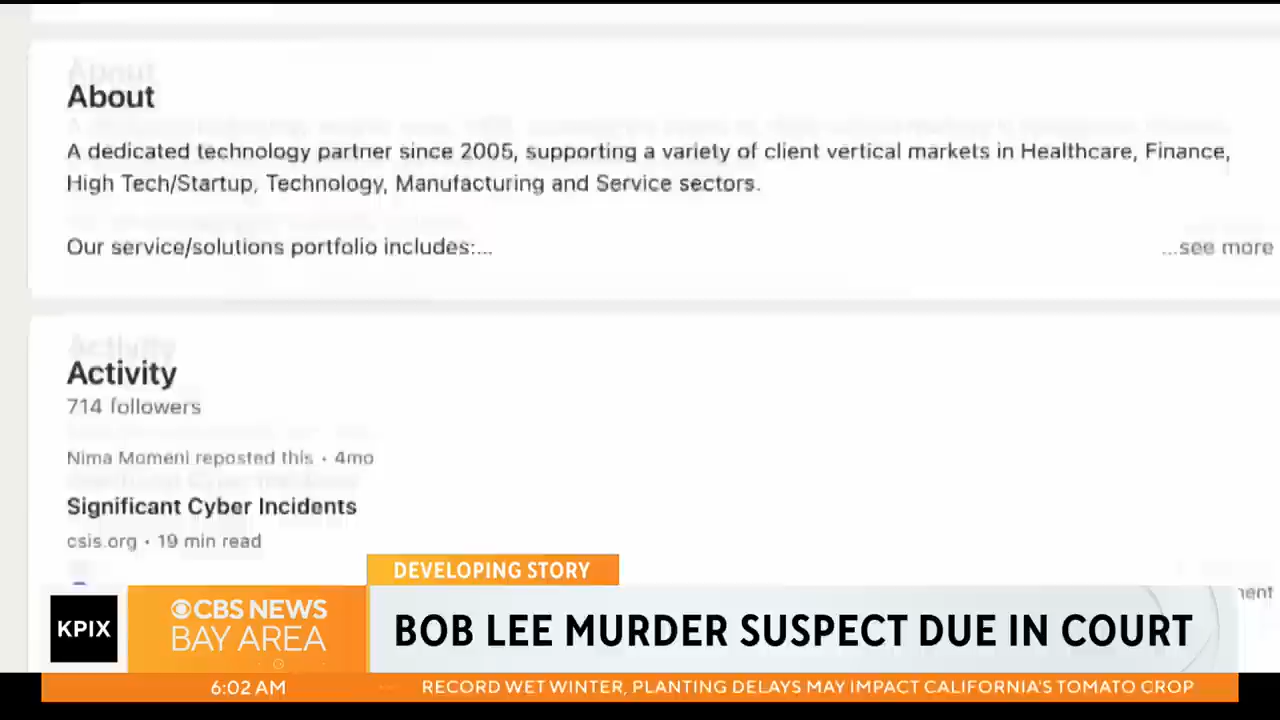 About
A dedicated technology partner since 2005, supporting a variety of client vertical markets in Healthcare, Finance,
High Tech/Startup, Technology, Manufacturing and Service sectors.
Our service/solutions portfolio includes:...
...see more
Activity
714 followers
Nima Momeni reposted this • 4mo
Significant Cyber Incidents
csis.org • 19 min read
DEVELOPING STORY
KPIX
CBS NEWS
BAY AREA
BOB LEE MURDER SUSPECT DUE IN COURT
6:02 AM
RECORD WET WINTER, PLANTING DELAYS MAY IMPACT CALIFORNIA'S TOMATO CROP